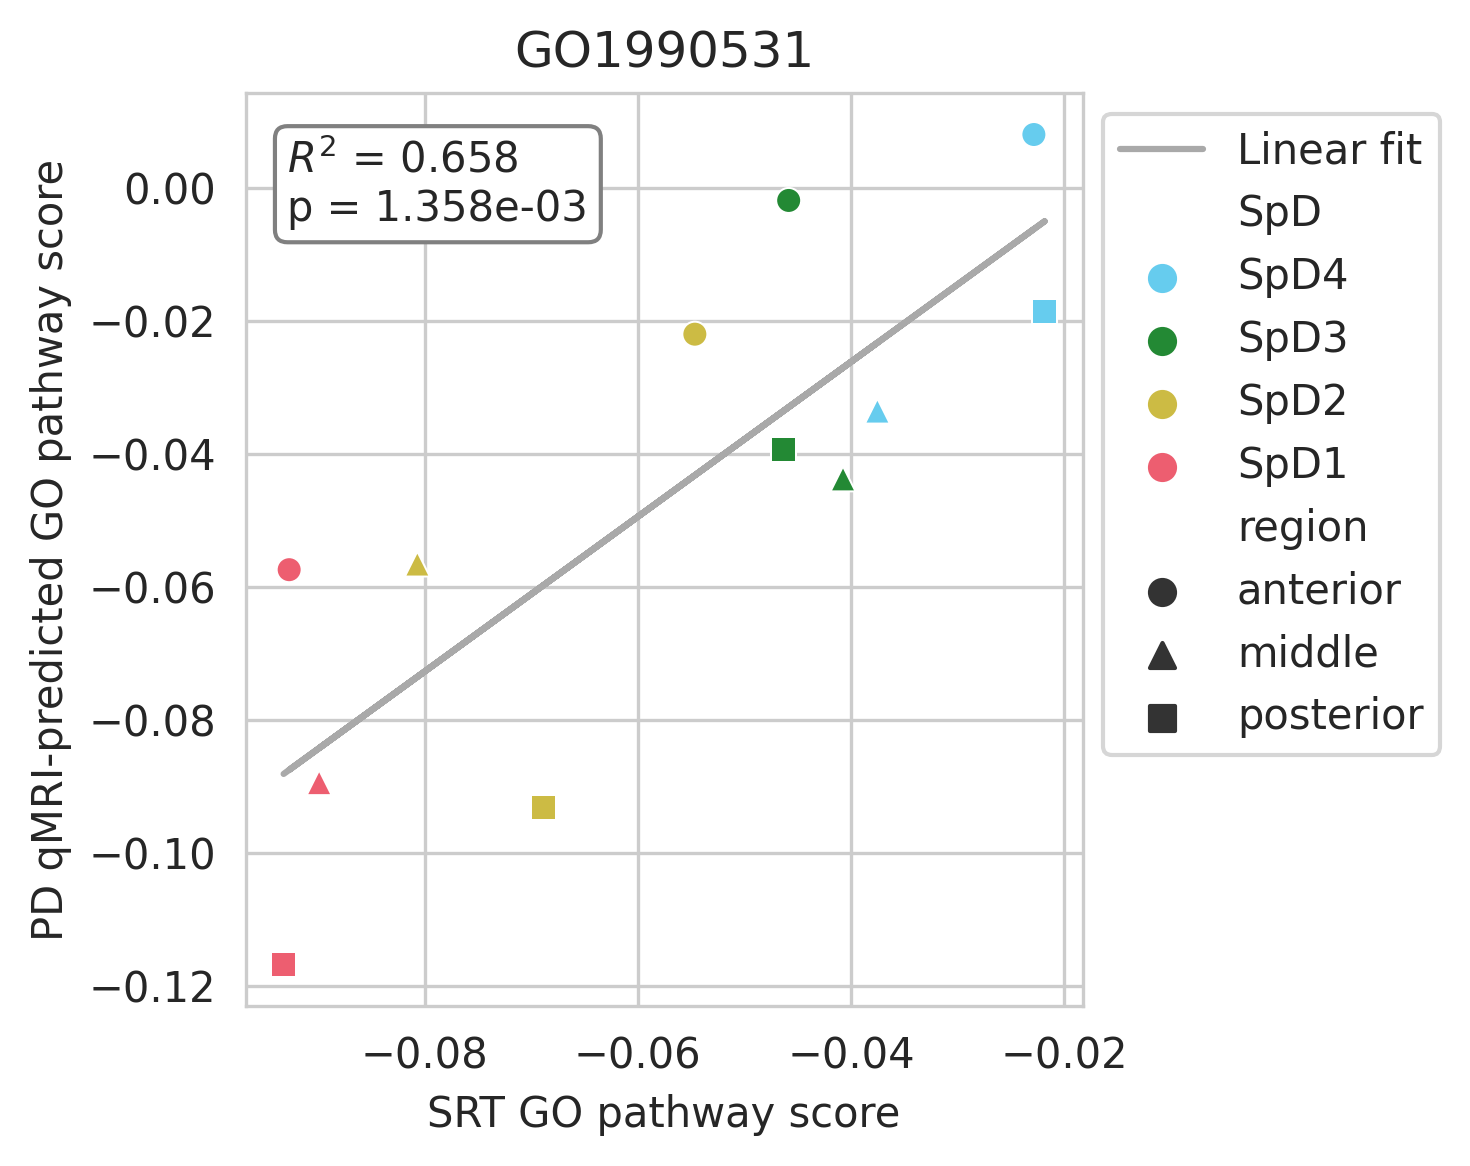 GO1990531
R² = 0.658
p = 1.358e-03
PD qMRI-predicted GO pathway score
0.00
−0.02
−0.04
−0.06
−0.08
−0.10
−0.12
−0.08
−0.06
−0.04
−0.02
SRT GO pathway score
Linear fit
SpD
SpD4
SpD3
SpD2
SpD1
region
anterior
middle
posterior